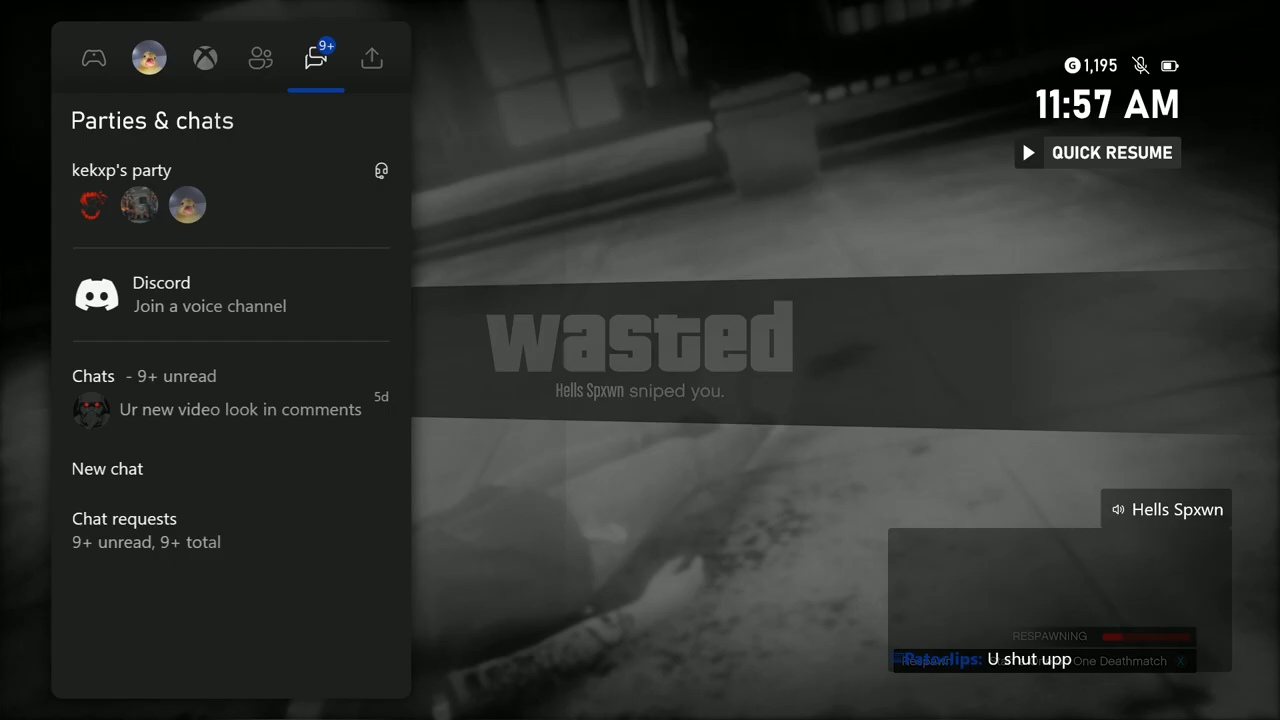 9+
Parties & chats
kekxp's party
Discord
Join a voice channel
Chats - 9+ unread
Ur new video look in comments
5d
New chat
Chat requests
9+ unread, 9+ total
G 1,195
11:57 AM
QUICK RESUME
wasted
Hells Spxwn sniped you.
Hells Spxwn
RESPAWNING
Patoclips: U shut upp
One Deathmatch X